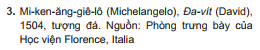 3. Mi-ken-ăng-giê-lô (Michelangelo), Đa-vít (David),
1504, tượng đá. Nguồn: Phòng trưng bày của
Học viện Florence, Italia